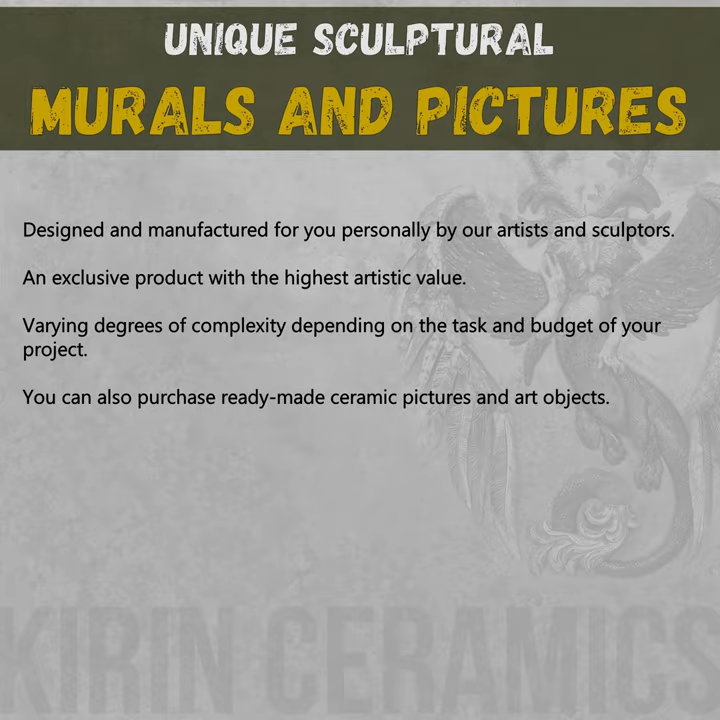 UNIQUE SCULPTURAL
MURALS AND PICTURES
Designed and manufactured for you personally by our artists and sculptors.
An exclusive product with the highest artistic value.
Varying degrees of complexity depending on the task and budget of your
project.
You can also purchase ready-made ceramic pictures and art objects.
KIRIN CERAMICS